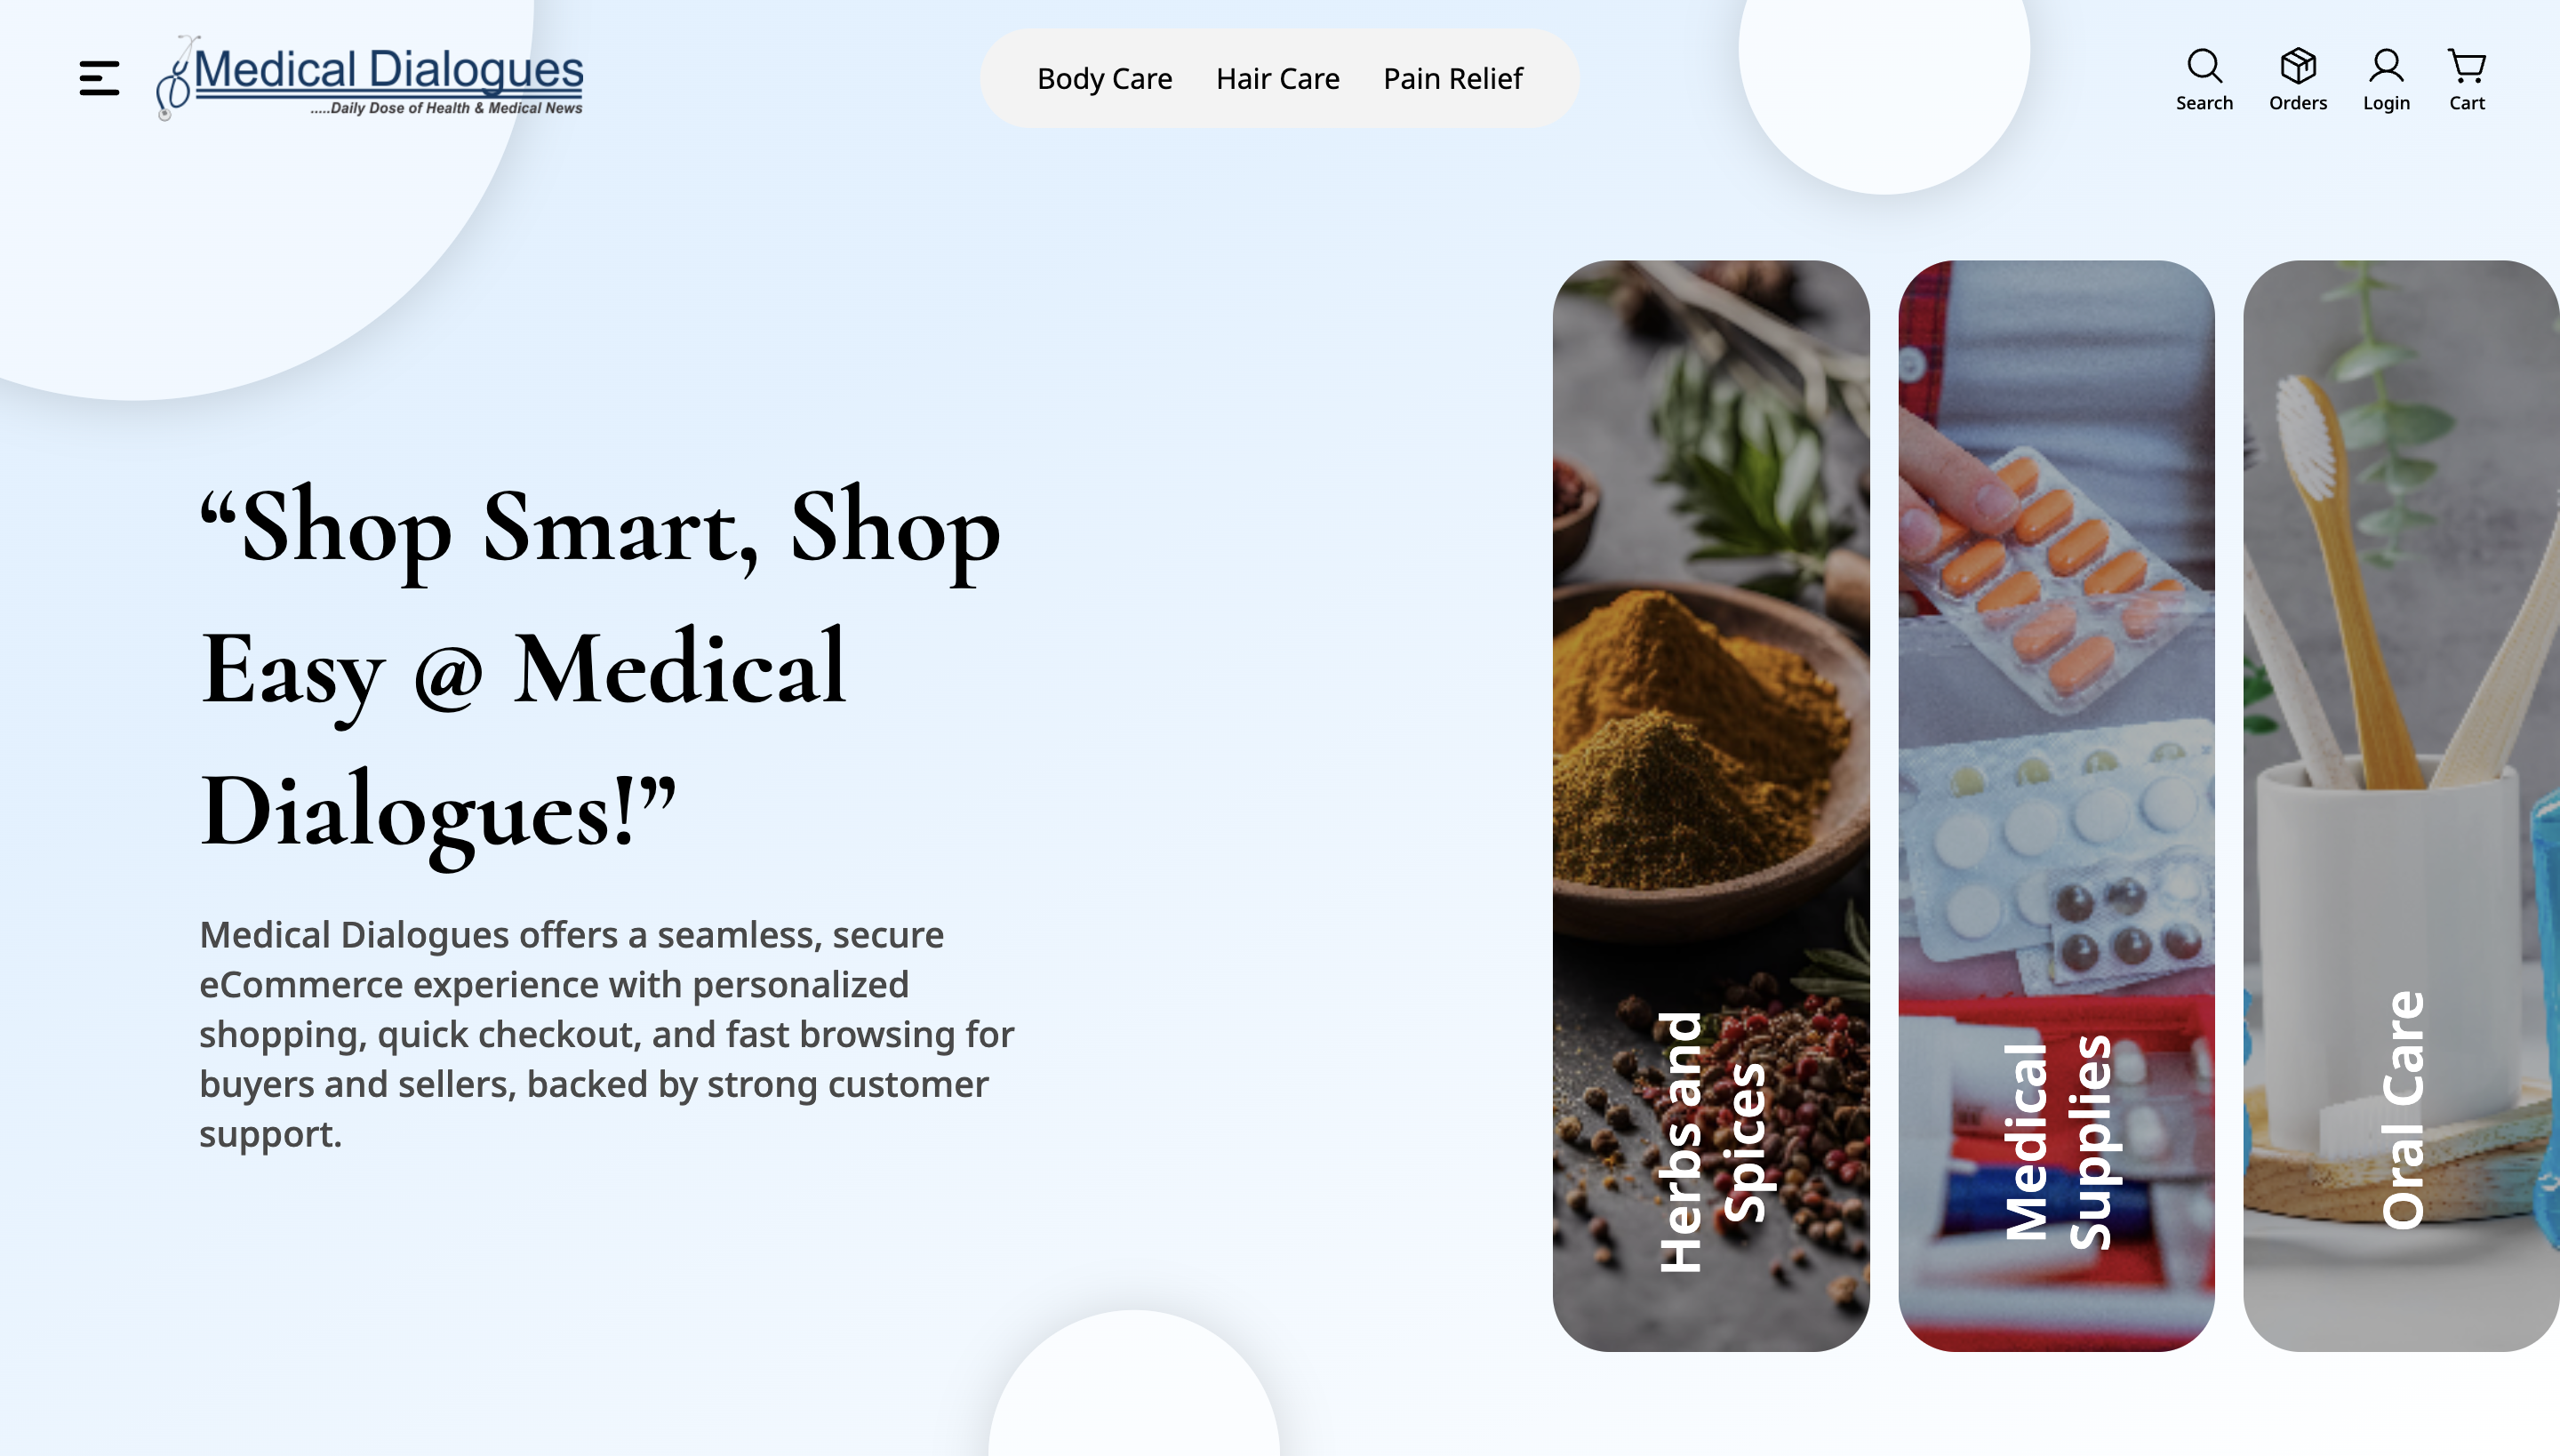 Medical Dialogues
.....Daily Dose of Health & Medical News
Body Care
Hair Care
Pain Relief
Search
Orders
Login
Cart
“Shop Smart, Shop
Easy @ Medical
Dialogues!”
Medical Dialogues offers a seamless, secure
eCommerce experience with personalized
shopping, quick checkout, and fast browsing for
buyers and sellers, backed by strong customer
support.
Herbs and
Spices
Medical
Supplies
Oral Care